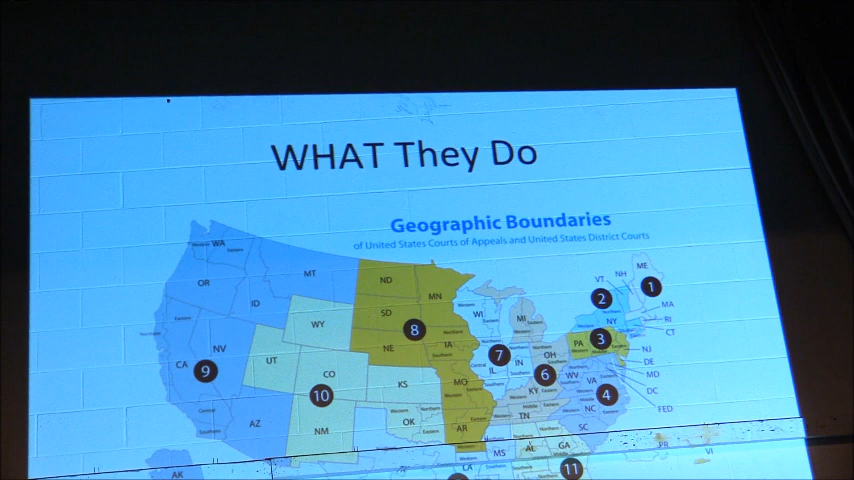 WHAT They Do
Geographic Boundaries
of United States Courts of Appeals and United States District Courts
WA
OR
MT
ID
ND
MN
SD
WY
8
WI
MI
ME
1
NH
VT
2
MA
NY
RI
CT
NV
CA
9
UT
NE
IA
7
IL
IN
OH
PA
3
NJ
DE
MD
DC
FED
CO
10
KS
MO
6
KY
WV
VA
4
NC
AZ
NM
OK
AR
TN
SC
MS
AL
GA
PR
VI
AK
LA
11